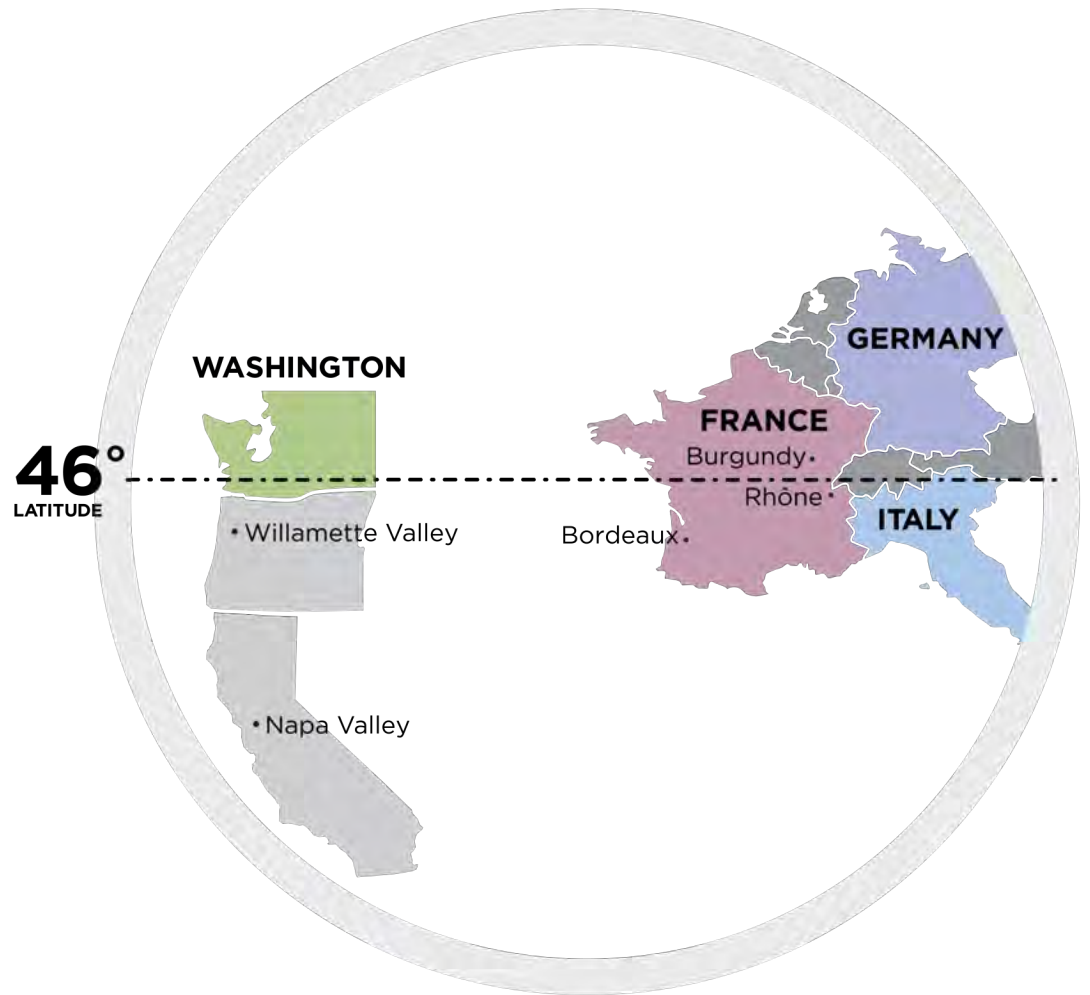 WASHINGTON
46°
LATITUDE
Willamette Valley
Napa Valley
GERMANY
FRANCE
Burgundy
Rhône
Bordeaux
ITALY